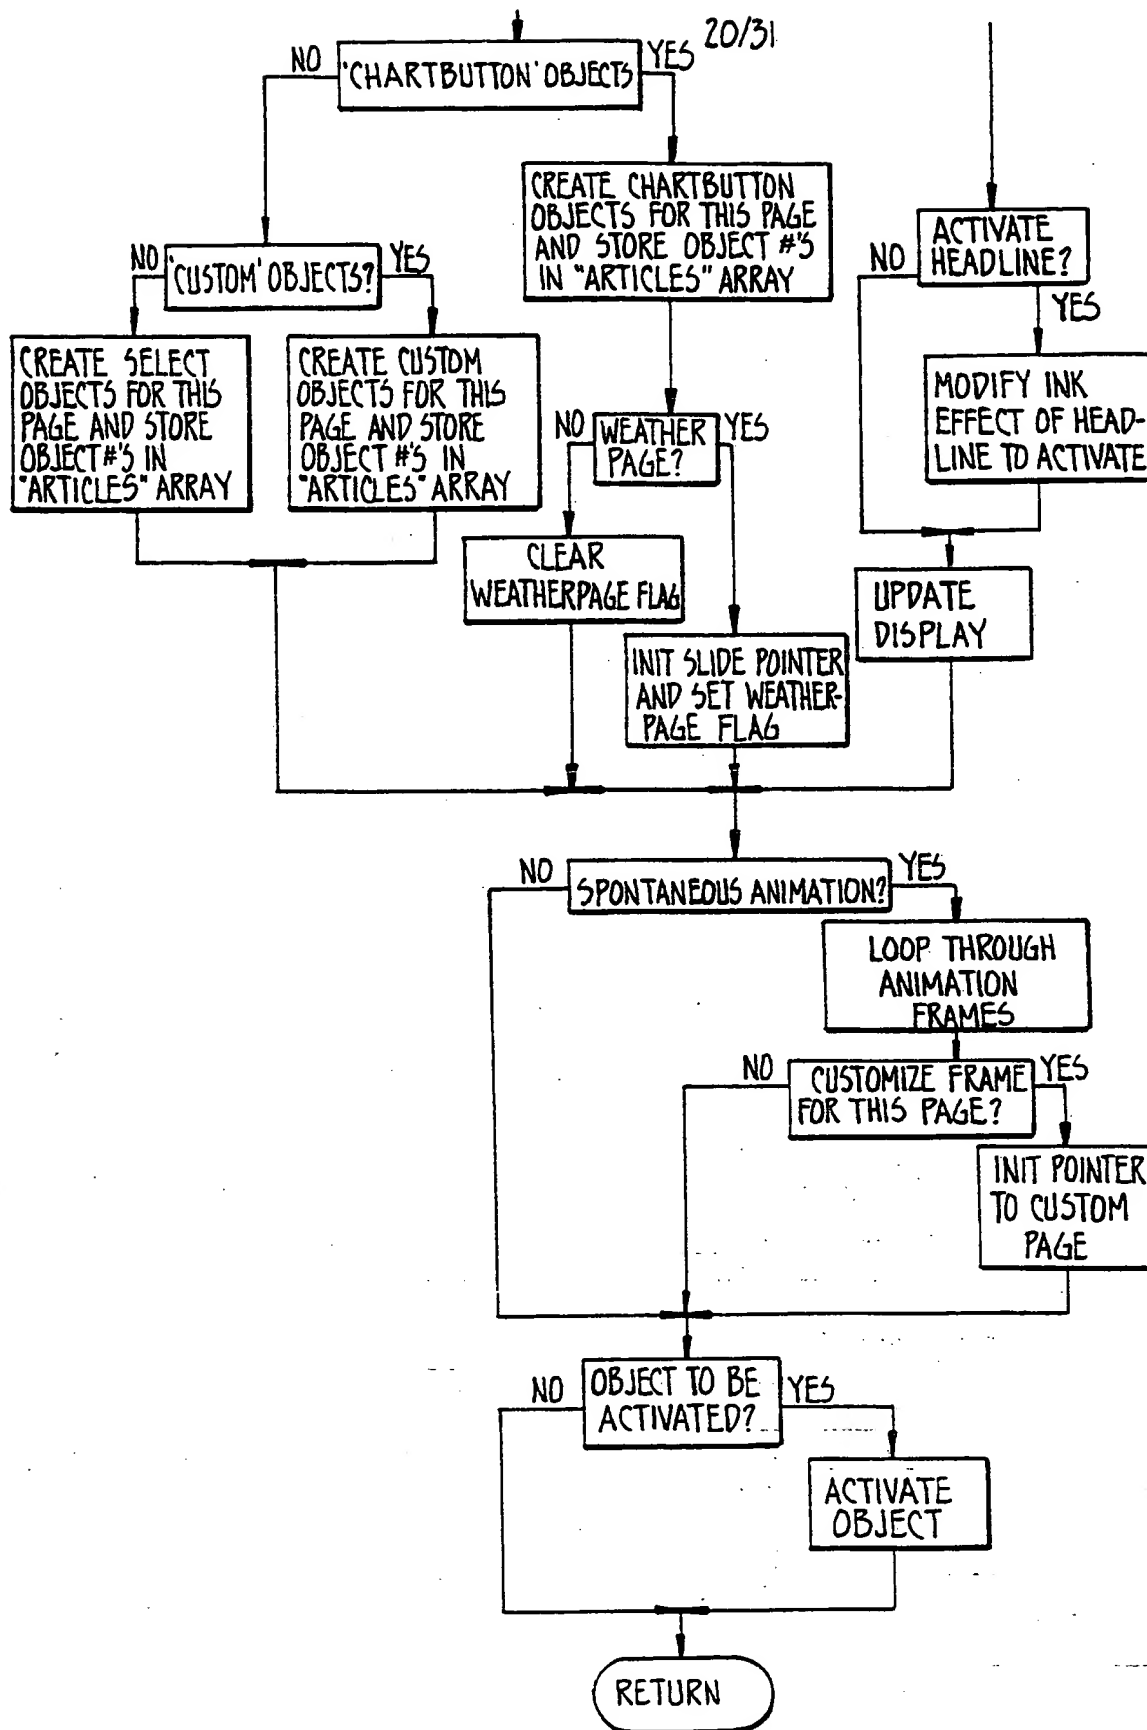 20/31
NO
'CHARTBUTTON' OBJECTS
YES
CREATE CHARTBUTTON
OBJECTS FOR THIS PAGE
AND STORE OBJECT #'S
IN "ARTICLES" ARRAY
ACTIVATE
HEADLINE?
NO
YES
NO
'CUSTOM' OBJECTS?
YES
CREATE SELECT
OBJECTS FOR THIS
PAGE AND STORE
OBJECT #'S IN
"ARTICLES" ARRAY
CREATE CUSTOM
OBJECTS FOR THIS
PAGE AND STORE
OBJECT #'S IN
"ARTICLES" ARRAY
MODIFY INK
EFFECT OF HEAD-
LINE TO ACTIVATE
NO
WEATHER
PAGE?
YES
CLEAR
WEATHERPAGE FLAG
UPDATE
DISPLAY
INIT SLIDE POINTER
AND SET WEATHER-
PAGE FLAG
NO
SPONTANEOUS ANIMATION?
YES
LOOP THROUGH
ANIMATION
FRAMES
NO
CUSTOMIZE FRAME
FOR THIS PAGE?
YES
INIT POINTER
TO CUSTOM
PAGE
NO
OBJECT TO BE
ACTIVATED?
YES
ACTIVATE
OBJECT
RETURN